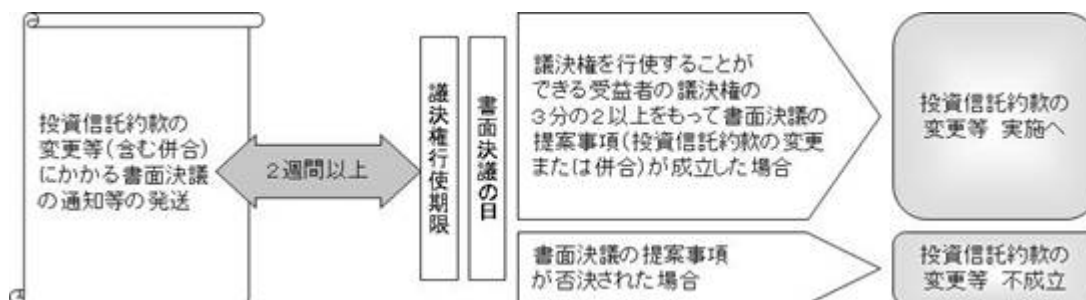 投資信託約款の
変更等(含む併合)
にかかる書面決議
の通知等の発送
2週間以上
議決権行使期限
書面決議の日
議決権を行使することが
できる受益者の議決権の
3分の2以上をもって書面決議の
提案事項(投資信託約款の変更
または併合)が成立した場合
投資信託約款の
変更等 実施へ
書面決議の提案事項
が否決された場合
投資信託約款の
変更等 不成立